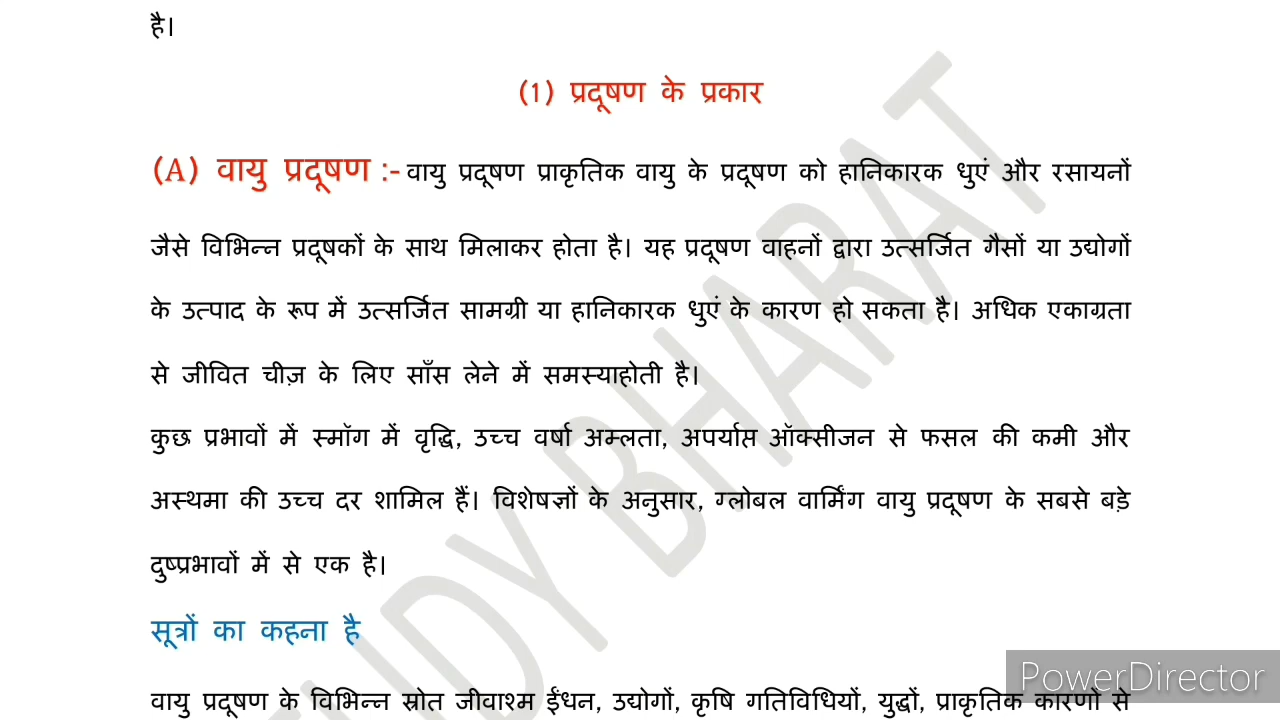 है।
(1) प्रदूषण के प्रकार
(A) वायु प्रदूषण :- वायु प्रदूषण प्राकृतिक वायु के प्रदूषण को हानिकारक धुएं और रसायनों
जैसे विभिन्न प्रदूषकों के साथ मिलाकर होता है। यह प्रदूषण वाहनों द्वारा उत्सर्जित गैसों या उद्योगों
के उत्पाद के रूप में उत्सर्जित सामग्री या हानिकारक धुएं के कारण हो सकता है। अधिक एकाग्रता
से जीवित चीज़ के लिए साँस लेने में समस्याहोती है।
कुछ प्रभावों में स्मॉग में वृद्धि, उच्च वर्षा अम्लता, अपर्याप्त ऑक्सीजन से फसल की कमी और
अस्थमा की उच्च दर शामिल हैं। विशेषज्ञों के अनुसार, ग्लोबल वार्मिंग वायु प्रदूषण के सबसे बड़े
दुष्प्रभावों में से एक है।
सूत्रों का कहना है
वायु प्रदूषण के विभिन्न स्रोत जीवाश्म ईंधन, उद्योगों, कृषि गतिविधियों, युद्धों, प्राकृतिक कारणों से
PowerDirector
BHARAT